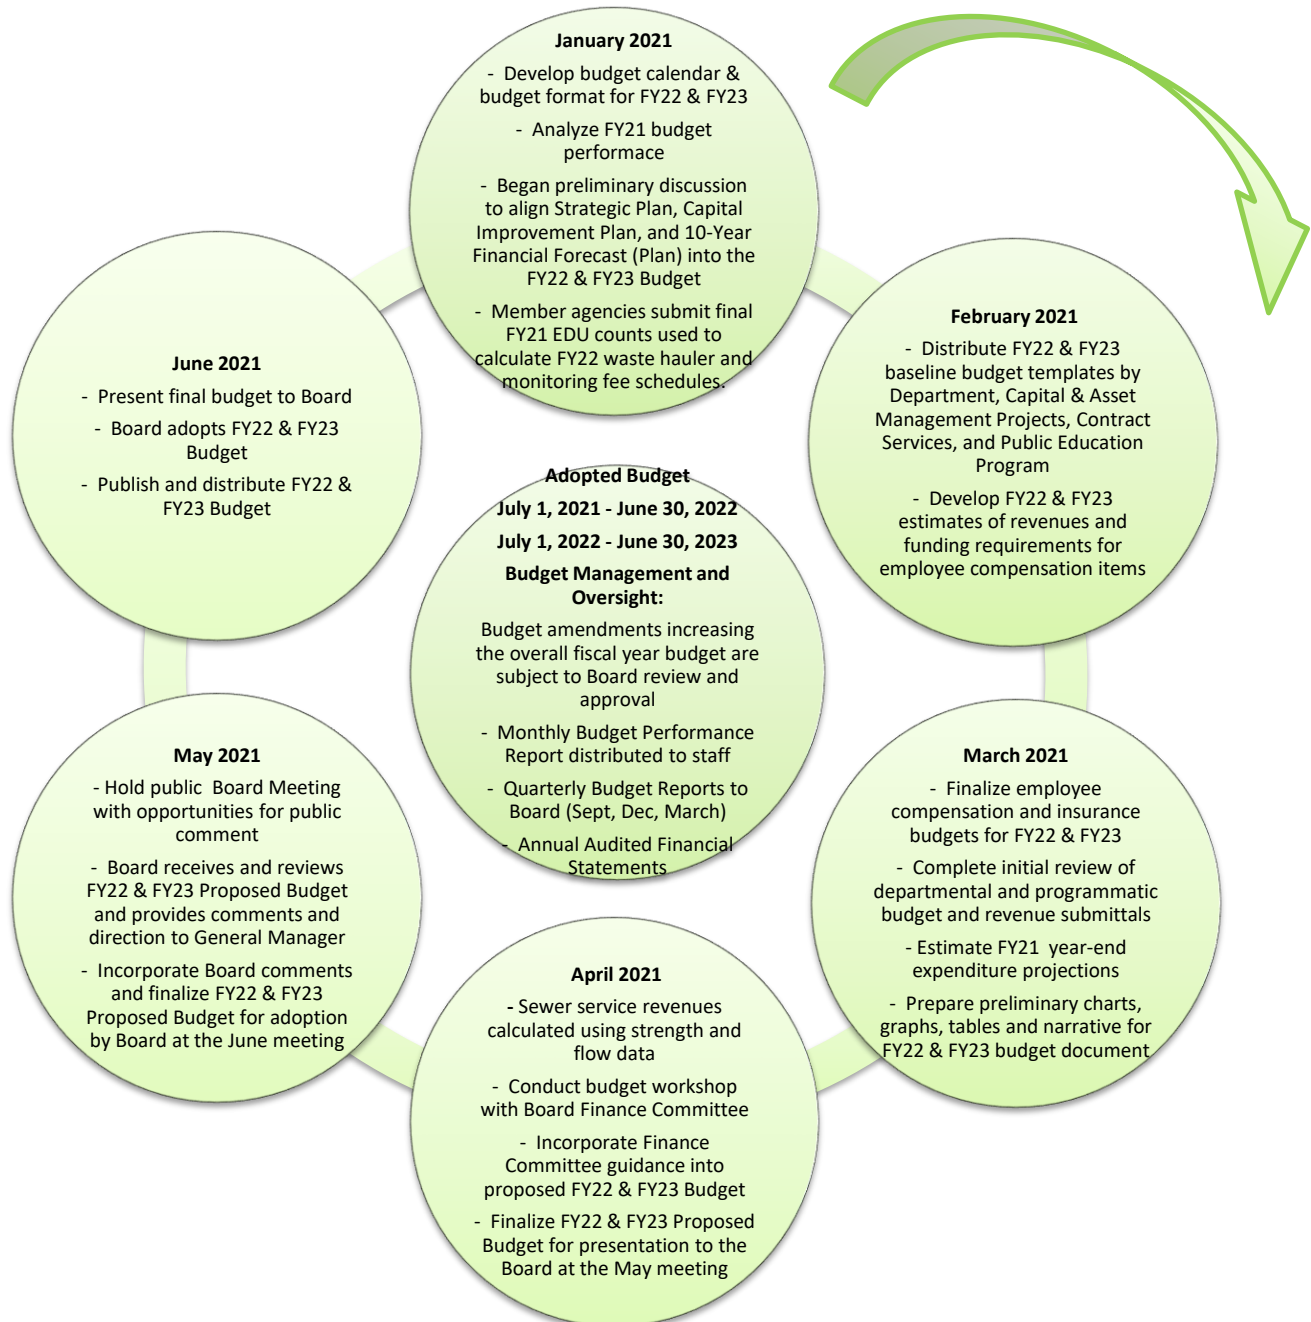 January 2021
- Develop budget calendar &
budget format for FY22 & FY23
- Analyze FY21 budget
performace
- Began preliminary discussion
to align Strategic Plan, Capital
Improvement Plan, and 10-Year
Financial Forecast (Plan) into the
FY22 & FY23 Budget
- Member agencies submit final
FY21 EDU counts used to
calculate FY22 waste hauler and
monitoring fee schedules.
February 2021
- Distribute FY22 & FY23
baseline budget templates by
Department, Capital & Asset
Management Projects, Contract
Services, and Public Education
Program
- Develop FY22 & FY23
estimates of revenues and
funding requirements for
employee compensation items
March 2021
- Finalize employee
compensation and insurance
budgets for FY22 & FY23
- Complete initial review of
departmental and programmatic
budget and revenue submittals
- Estimate FY21 year-end
expenditure projections
- Prepare preliminary charts,
graphs, tables and narrative for
FY22 & FY23 budget document
April 2021
- Sewer service revenues
calculated using strength and
flow data
- Conduct budget workshop
with Board Finance Committee
- Incorporate Finance
Committee guidance into
proposed FY22 & FY23 Budget
- Finalize FY22 & FY23 Proposed
Budget for presentation to the
Board at the May meeting
May 2021
- Hold public Board Meeting
with opportunities for public
comment
- Board receives and reviews
FY22 & FY23 Proposed Budget
and provides comments and
direction to General Manager
- Incorporate Board comments
and finalize FY22 & FY23
Proposed Budget for adoption
by Board at the June meeting
June 2021
- Present final budget to Board
- Board adopts FY22 & FY23
Budget
- Publish and distribute FY22 &
FY23 Budget
Adopted Budget
July 1, 2021 - June 30, 2022
July 1, 2022 - June 30, 2023
Budget Management and
Oversight:
Budget amendments increasing
the overall fiscal year budget are
subject to Board review and
approval
- Monthly Budget Performance
Report distributed to staff
- Quarterly Budget Reports to
Board (Sept, Dec, March)
- Annual Audited Financial
Statements